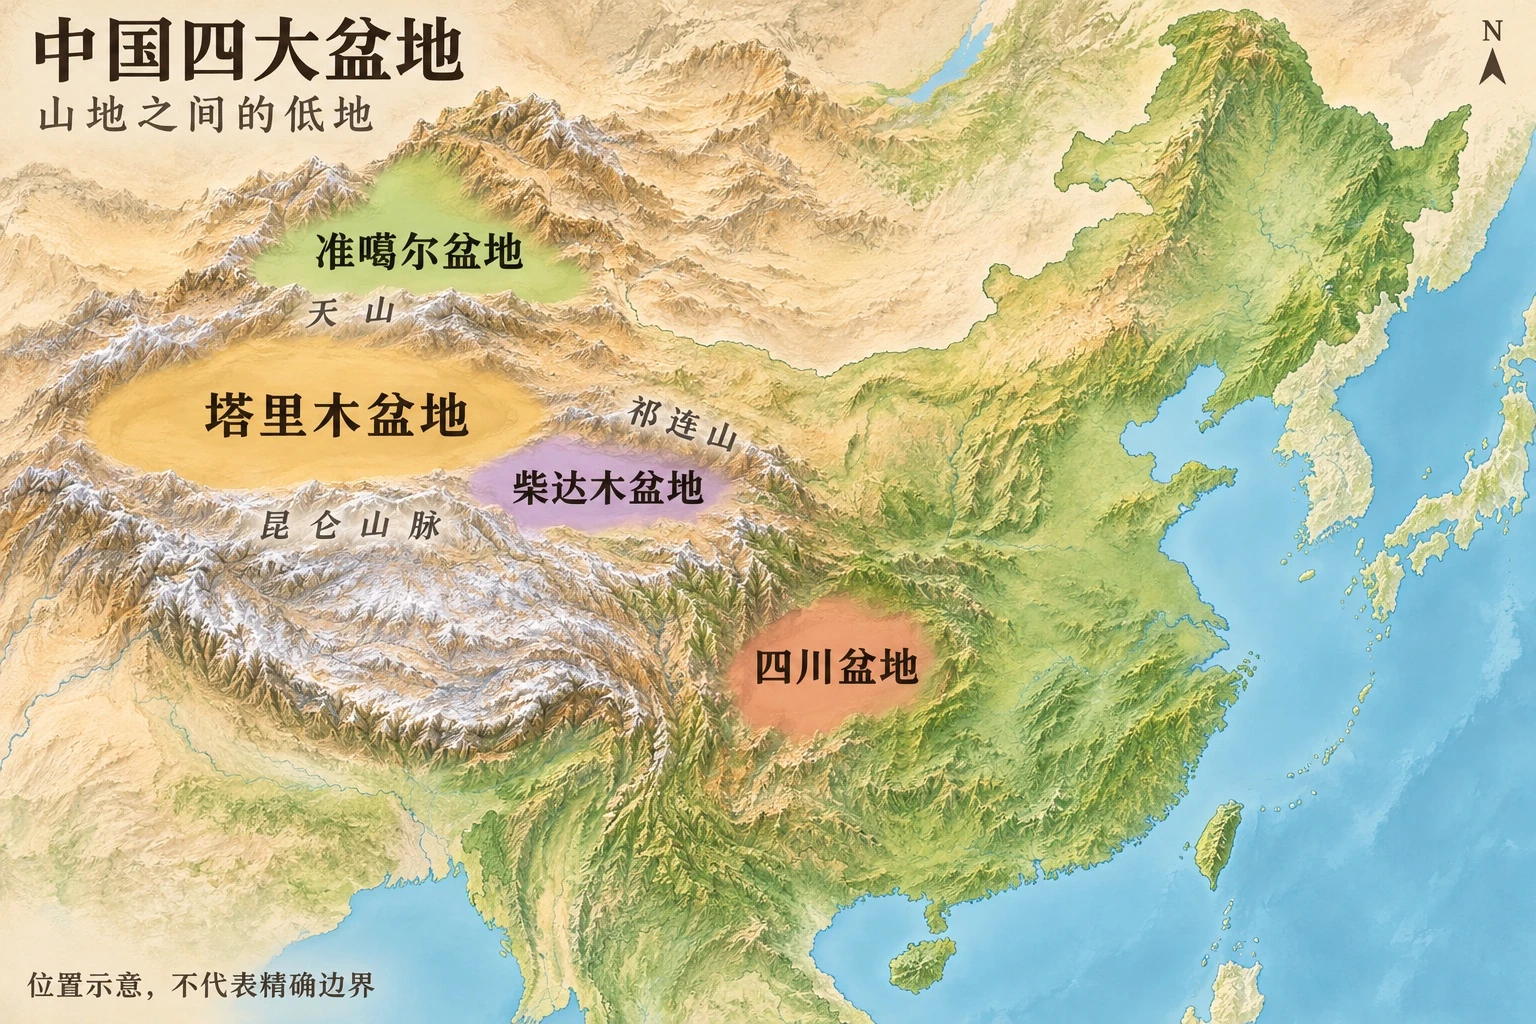 中国四大盆地
山地之间的低地
N
准噶尔盆地
天山
塔里木盆地
祁连山
柴达木盆地
昆仑山脉
四川盆地
位置示意，不代表精确边界